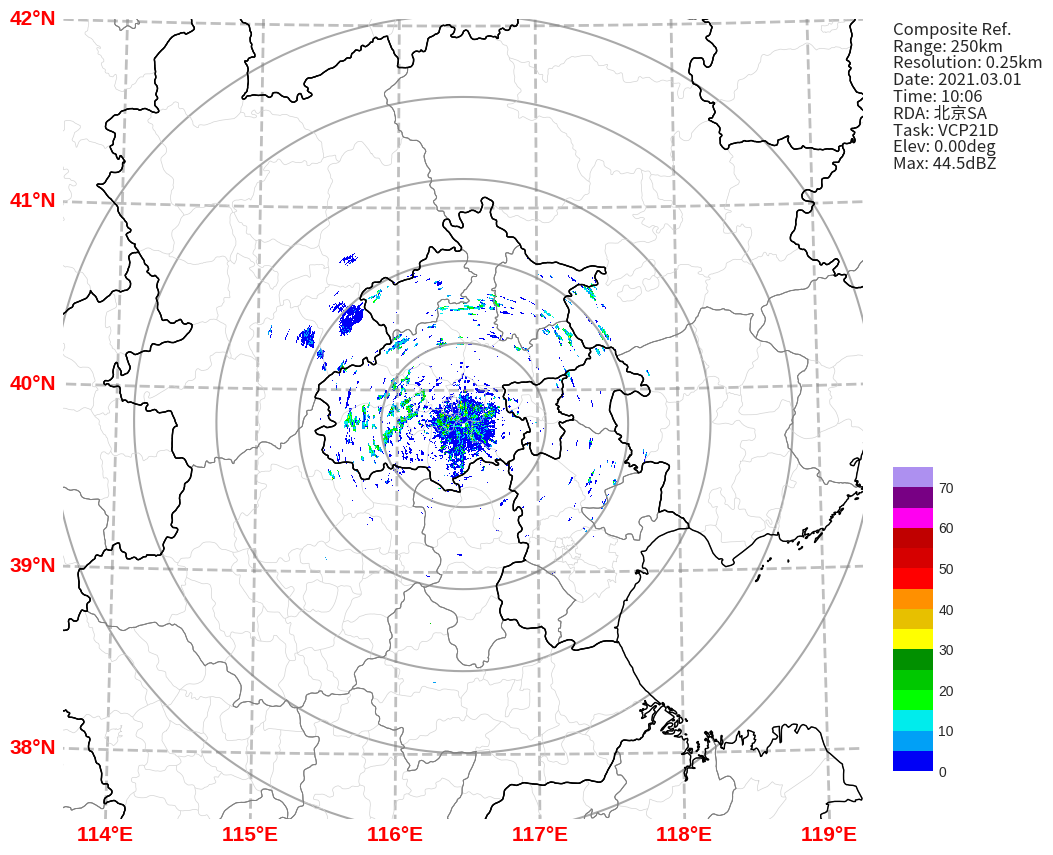 42°N
41°N
40°N
39°N
38°N
114°E
115°E
116°E
117°E
118°E
119°E
Composite Ref.
Range: 250km
Resolution: 0.25km
Date: 2021.03.01
Time: 10:06
RDA: 北京SA
Task: VCP21D
Elev: 0.00deg
Max: 44.5dBZ
70
60
50
40
30
20
10
0